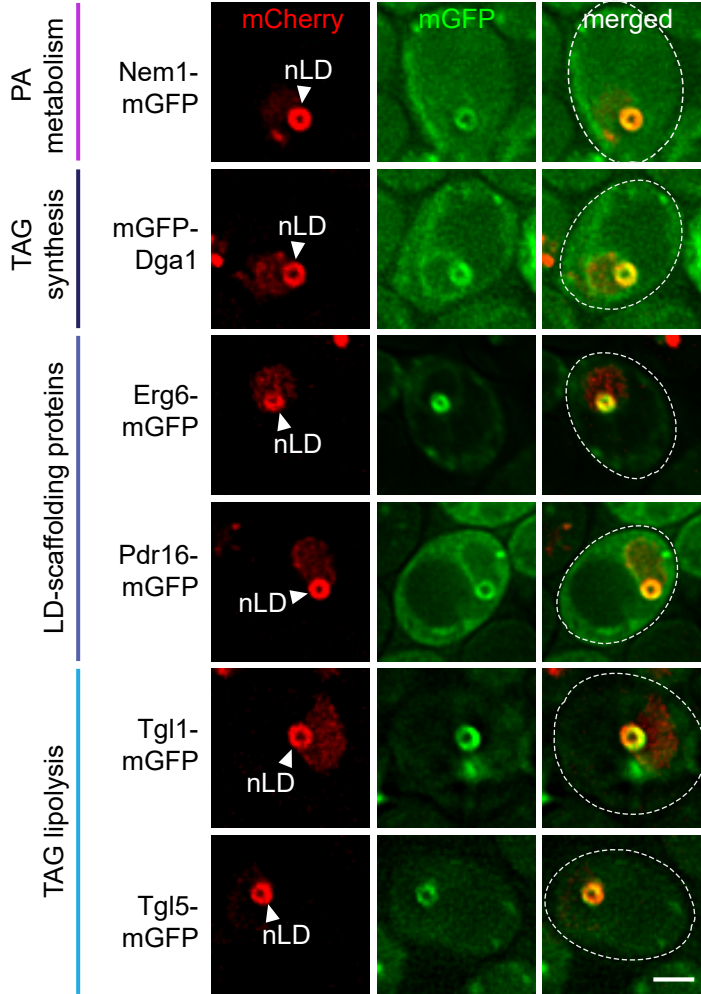 mCherry
mGFP
merged
PA
metabolism
Nem1-
mGFP
nLD
TAG
synthesis
mGFP-
Dga1
nLD
LD-scaffolding proteins
Erg6-
mGFP
nLD
Pdr16-
mGFP
nLD
TAG lipolysis
Tgl1-
mGFP
nLD
Tgl5-
mGFP
nLD